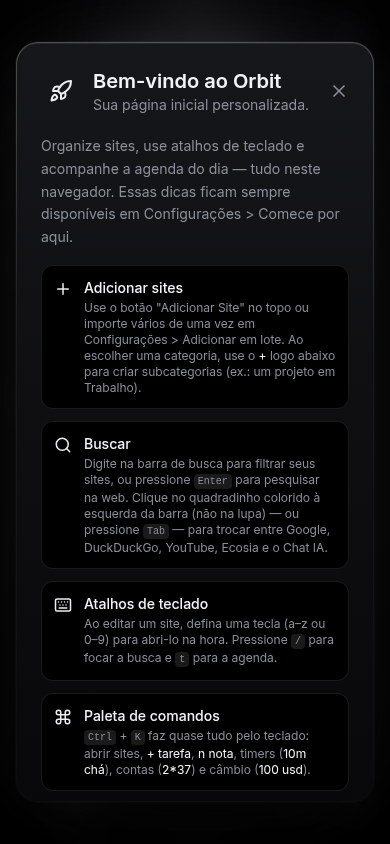 Bem-vindo ao Orbit
Sua página inicial personalizada.
Organize sites, use atalhos de teclado e
acompanhe a agenda do dia — tudo neste
navegador. Essas dicas ficam sempre
disponíveis em Configurações > Comece por
aqui.
Adicionar sites
Use o botão "Adicionar Site" no topo ou
importe vários de uma vez em
Configurações > Adicionar em lote. Ao
escolher uma categoria, use o + logo abaixo
para criar subcategorias (ex.: um projeto em
Trabalho).
Buscar
Digite na barra de busca para filtrar seus
sites, ou pressione Enter para pesquisar
na web. Clique no quadradinho colorido à
esquerda da barra (não na lupa) — ou
pressione Tab — para trocar entre Google,
DuckDuckGo, YouTube, Ecosia e o Chat IA.
Atalhos de teclado
Ao editar um site, defina uma tecla (a–z ou
0–9) para abri-lo na hora. Pressione / para
focar a busca e t para a agenda.
Paleta de comandos
Ctrl + K faz quase tudo pelo teclado:
abrir sites, + tarefa, n nota, timers (10m
chá), contas (2*37) e câmbio (100 usd).